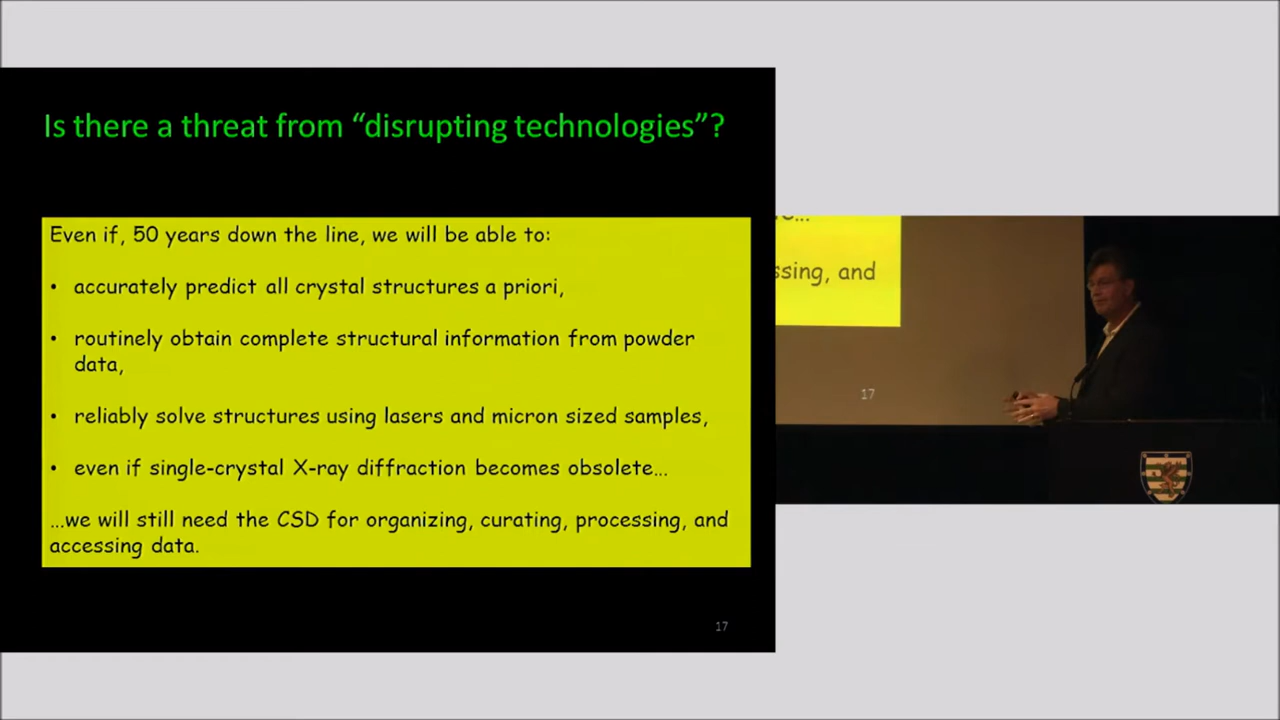 Is there a threat from “disrupting technologies”?
Even if, 50 years down the line, we will be able to:
• accurately predict all crystal structures a priori,
• routinely obtain complete structural information from powder
data,
• reliably solve structures using lasers and micron sized samples,
• even if single-crystal X-ray diffraction becomes obsolete…
…we will still need the CSD for organizing, curating, processing, and
accessing data.
17
ssing, and
17